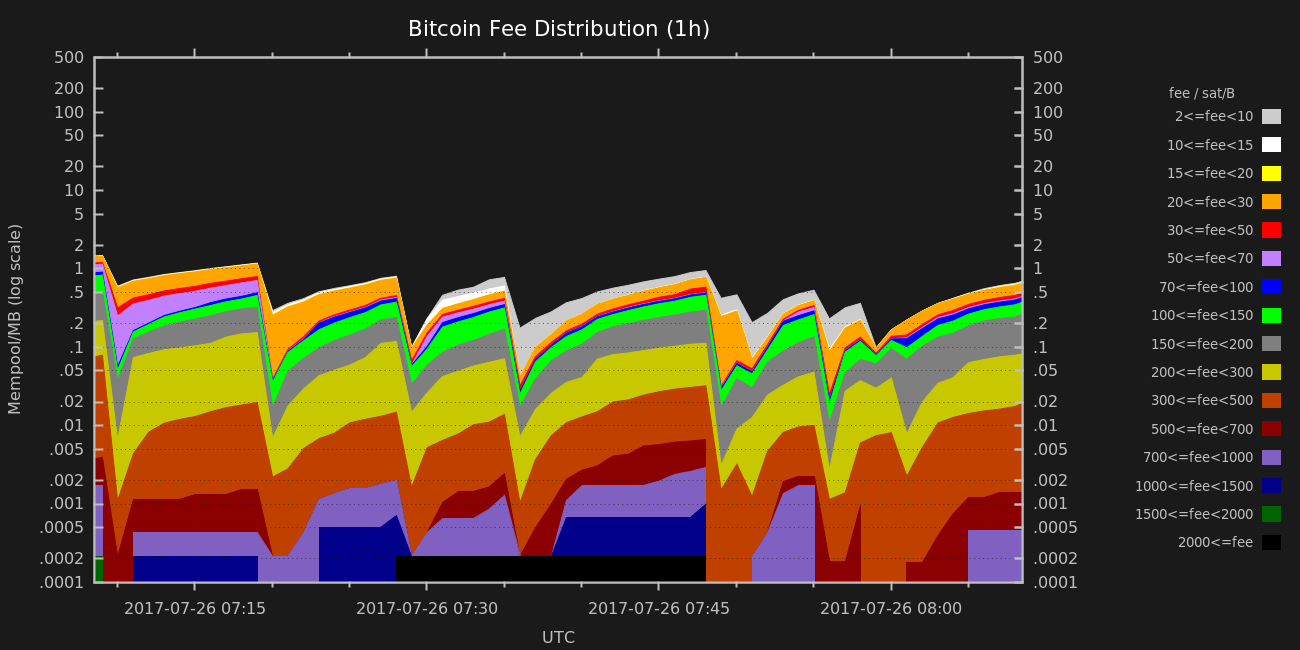 Bitcoin Fee Distribution (1h)
Mempool/MB (log scale)
500
200
100
50
20
10
5
2
1
.5
.2
.1
.05
.02
.01
.005
.002
.001
.0005
.0002
.0001
500
200
100
50
20
10
5
2
1
.5
.2
.1
.05
.02
.01
.005
.002
.001
.0005
.0002
.0001
2017-07-26 07:15
2017-07-26 07:30
2017-07-26 07:45
2017-07-26 08:00
UTC
fee / sat/B
2<=fee<10
10<=fee<15
15<=fee<20
20<=fee<30
30<=fee<50
50<=fee<70
70<=fee<100
100<=fee<150
150<=fee<200
200<=fee<300
300<=fee<500
500<=fee<700
700<=fee<1000
1000<=fee<1500
1500<=fee<2000
2000<=fee